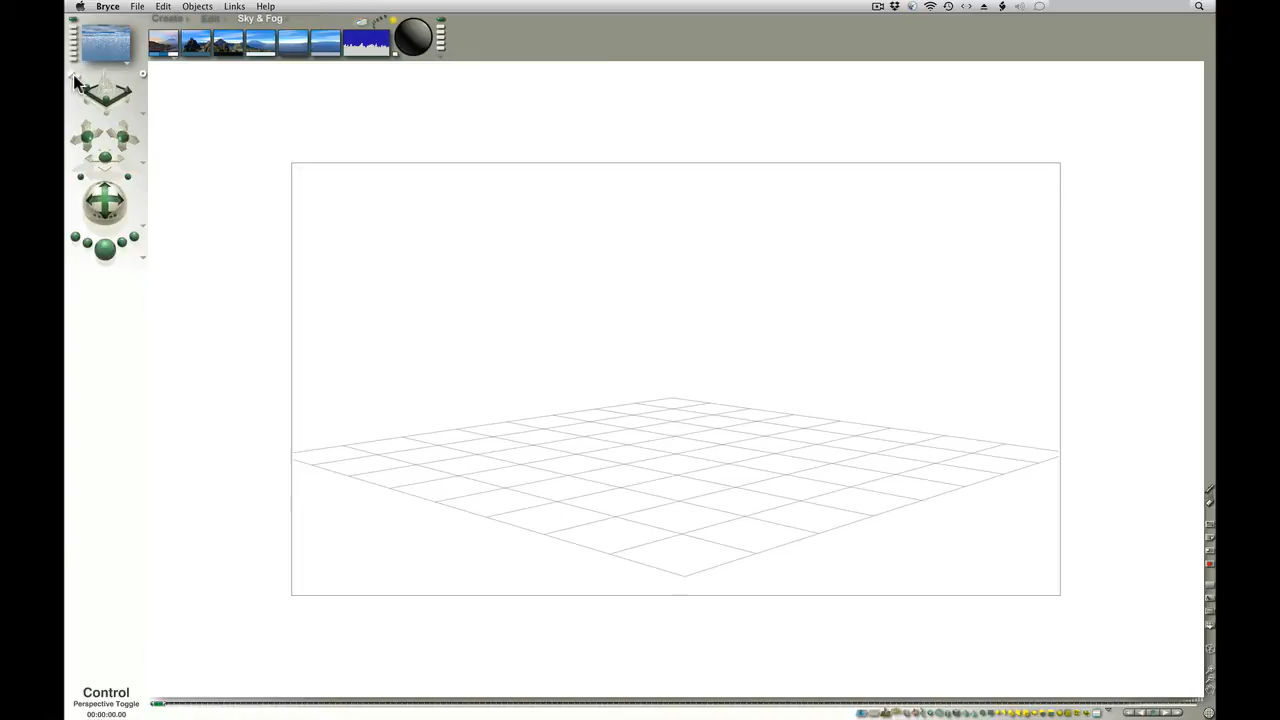 Bryce File Edit Objects Links Help
Create Edit Sky & Fog
Control
Perspective Toggle
00:00:00.00